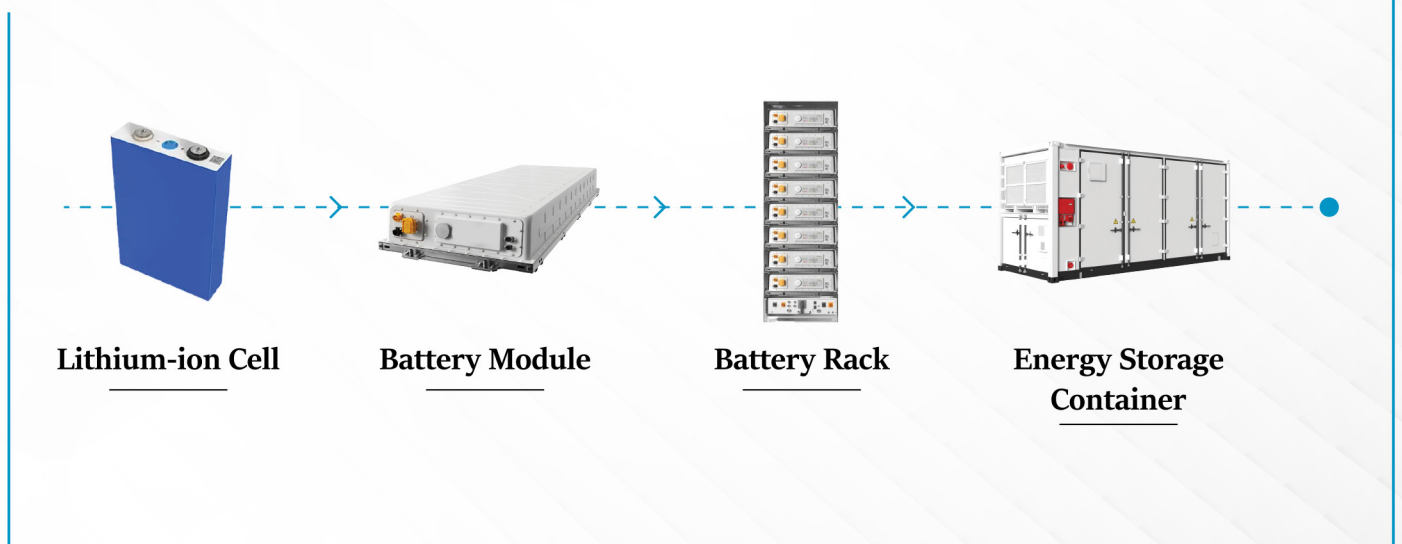 Lithium-ion Cell
Battery Module
Battery Rack
Energy Storage
Container